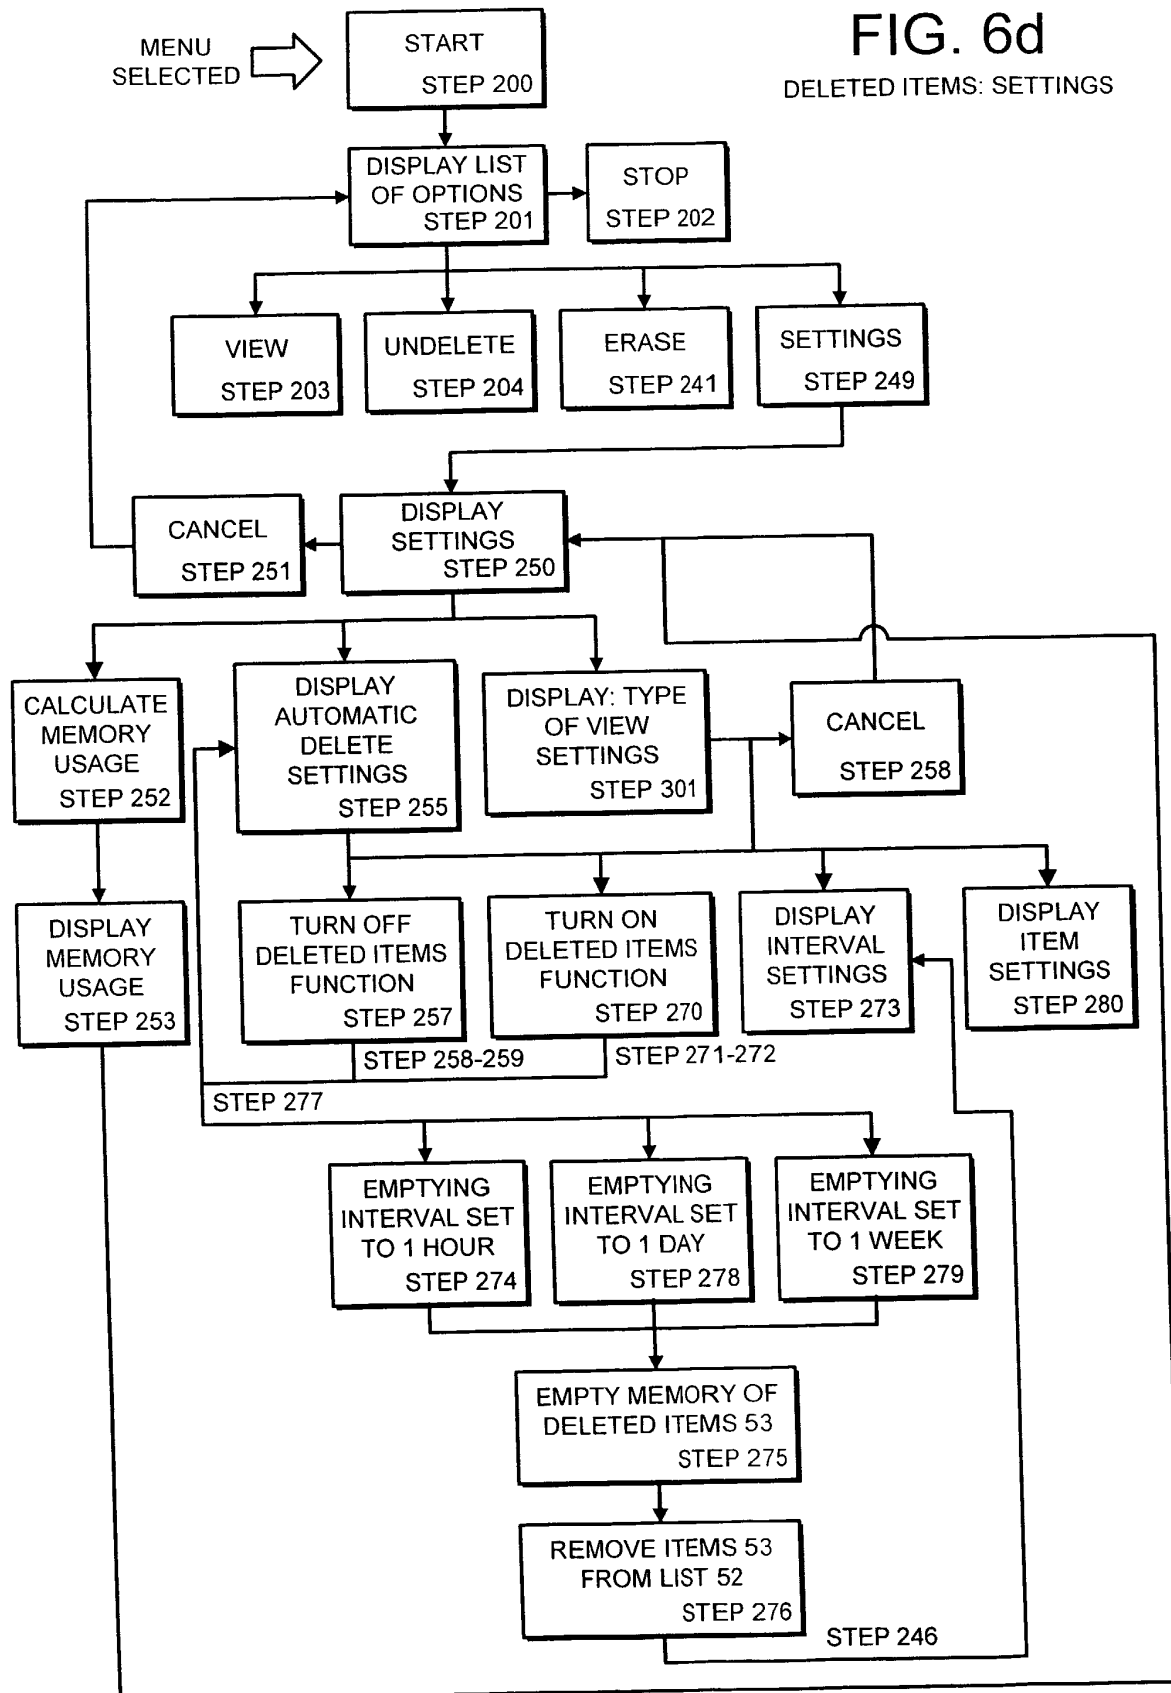 FIG. 6d
DELETED ITEMS: SETTINGS
MENU
SELECTED
START
STEP 200
DISPLAY LIST
OF OPTIONS
STEP 201
STOP
STEP 202
VIEW
STEP 203
UNDELETE
STEP 204
ERASE
STEP 241
SETTINGS
STEP 249
CANCEL
STEP 251
DISPLAY
SETTINGS
STEP 250
CALCULATE
MEMORY
USAGE
STEP 252
DISPLAY
AUTOMATIC
DELETE
SETTINGS
STEP 255
DISPLAY: TYPE
OF VIEW
SETTINGS
STEP 301
CANCEL
STEP 258
DISPLAY
MEMORY
USAGE
STEP 253
TURN OFF
DELETED ITEMS
FUNCTION
STEP 257
TURN ON
DELETED ITEMS
FUNCTION
STEP 270
DISPLAY
INTERVAL
SETTINGS
STEP 273
DISPLAY
ITEM
SETTINGS
STEP 280
STEP 258-259
STEP 271-272
STEP 277
EMPTYING
INTERVAL SET
TO 1 HOUR
STEP 274
EMPTYING
INTERVAL SET
TO 1 DAY
STEP 278
EMPTYING
INTERVAL SET
TO 1 WEEK
STEP 279
EMPTY MEMORY OF
DELETED ITEMS 53
STEP 275
REMOVE ITEMS 53
FROM LIST 52
STEP 276
STEP 246